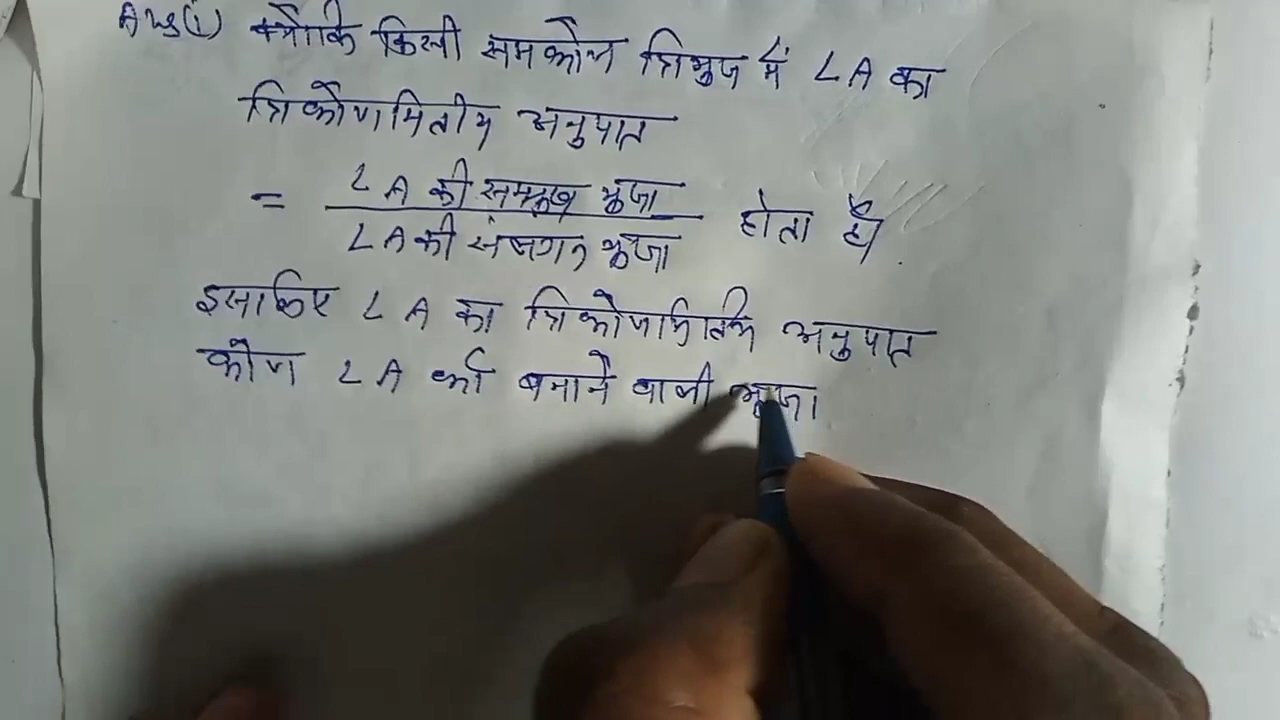 Ans(i) क्योंकि किसी समकोण त्रिभुज में ∠A का
त्रिकोणमितीय अनुपात
= ∠A की सम्मुख भुजा
∠A की संलग्न भुजा होता है.
इसलिए ∠A का त्रिकोणमितिय अनुपात
कोण ∠A को बनाने वाली भुजा